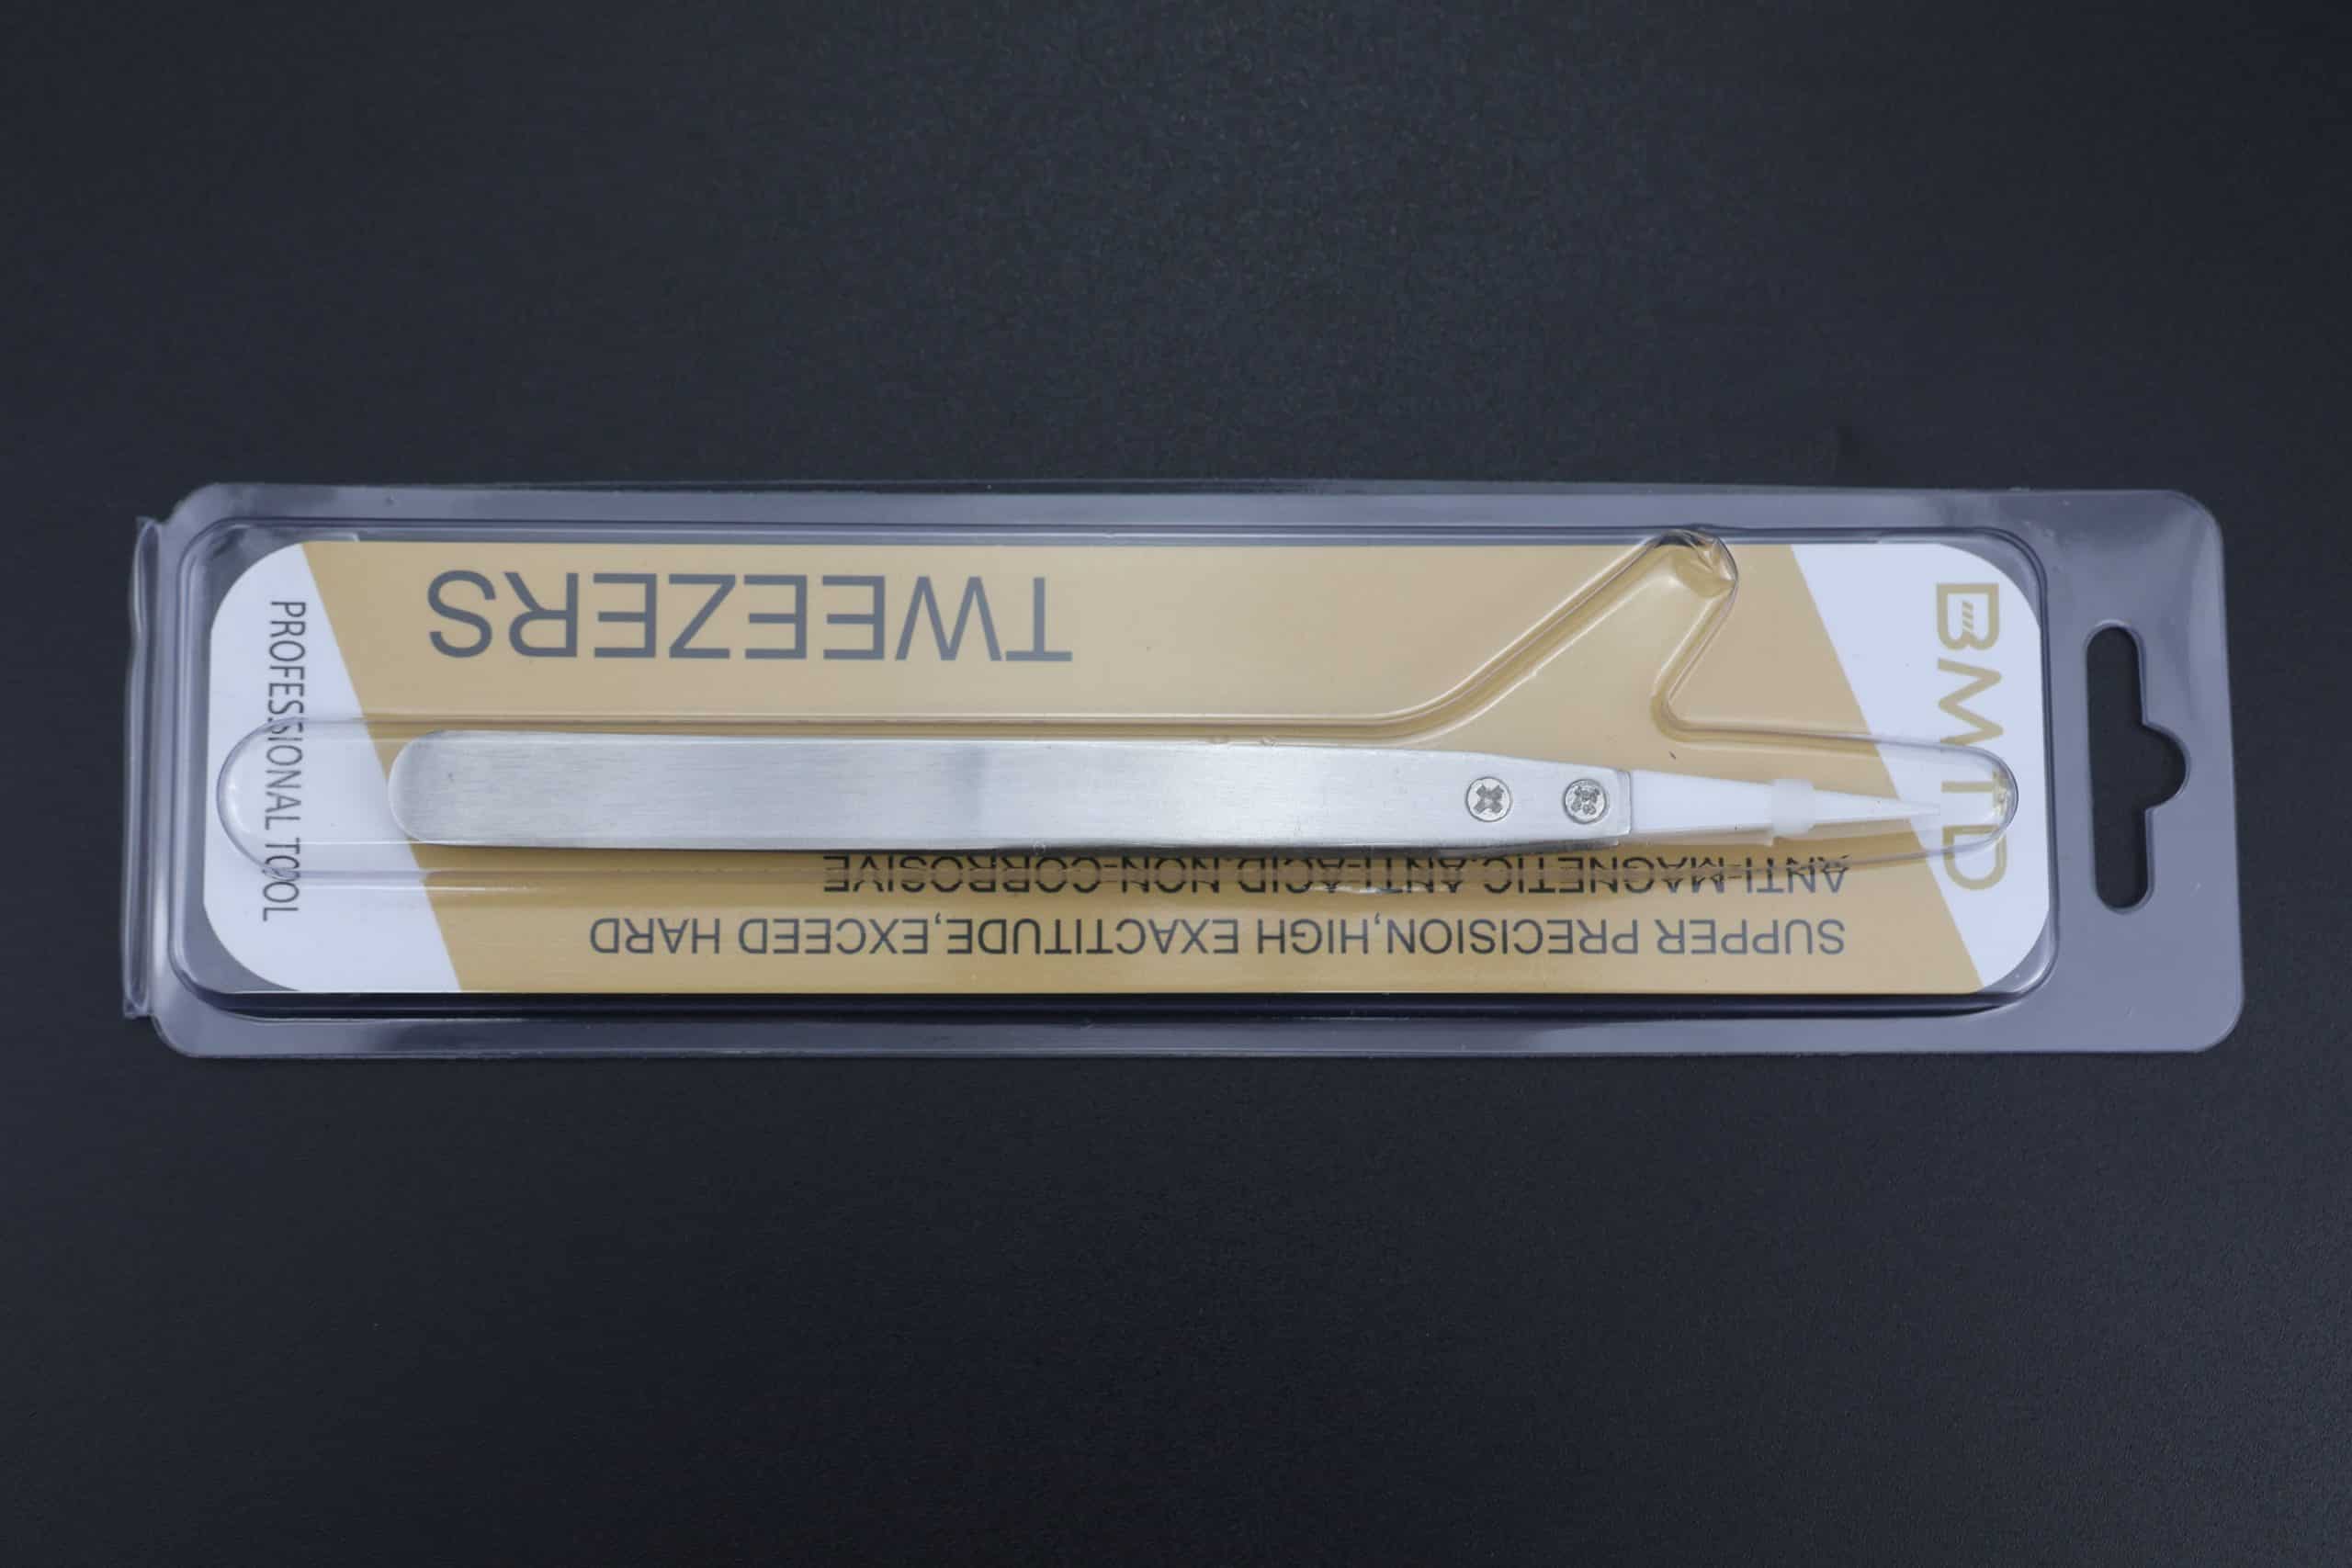 BMTD
SUPPER PRECISION,HIGH EXACTITUDE,EXCEED HARD
ANTI-MAGNETIC.ANTI-ACID.NON-CORROSIVE
TWEEZERS
PROFESSIONAL TOOL